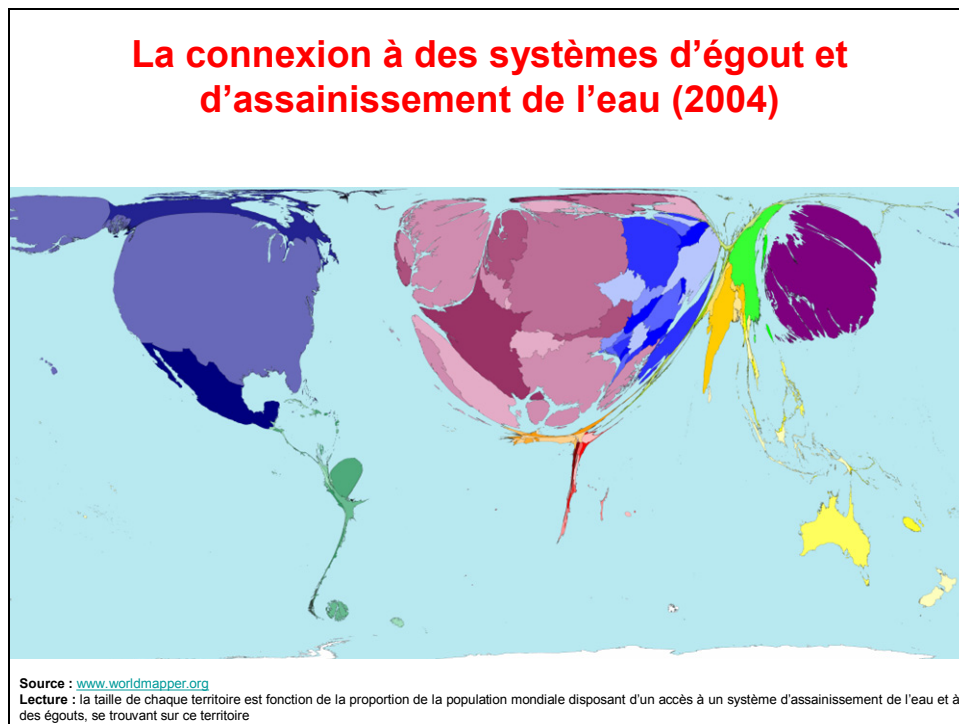 La connexion à des systèmes d’égout et
d’assainissement de l’eau (2004)
Source : www.worldmapper.org
Lecture : la taille de chaque territoire est fonction de la proportion de la population mondiale disposant d’un accès à un système d’assainissement de l’eau et à
des égouts, se trouvant sur ce territoire